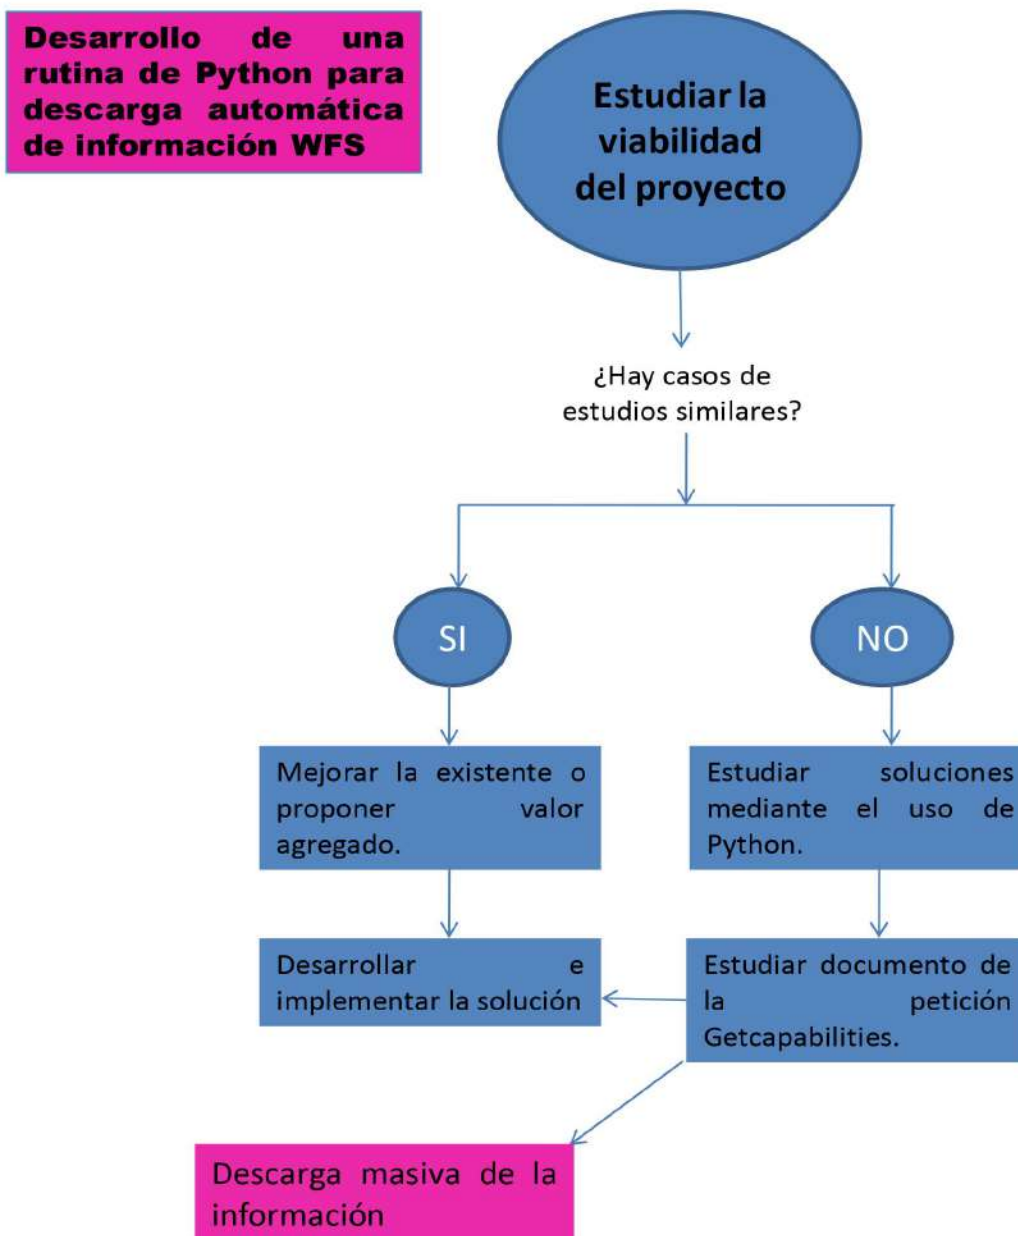 Desarrollo de una
rutina de Python para
descarga automática
de información WFS
Estudiar la
viabilidad
del proyecto
¿Hay casos de
estudios similares?
SI
NO
Mejorar la existente o
proponer valor
agregado.
Estudiar soluciones
mediante el uso de
Python.
Desarrollar e
implementar la solución
Estudiar documento de
la petición
Getcapabilities.
Descarga masiva de la
información